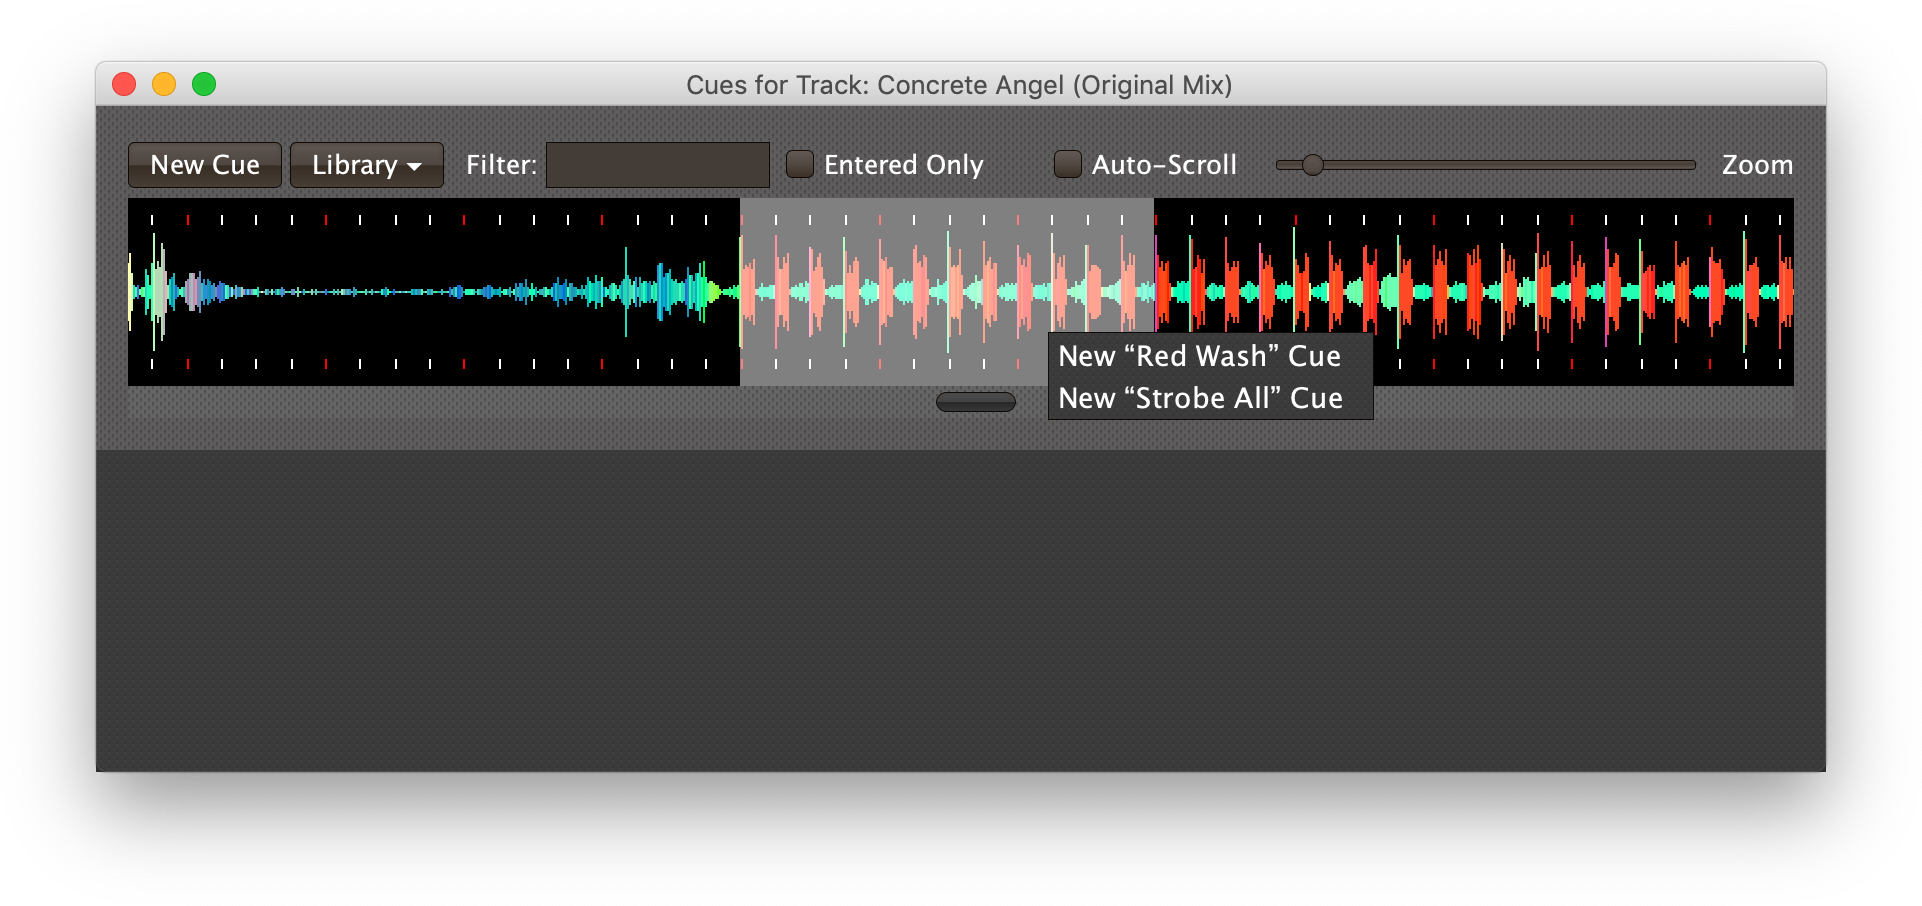 Cues for Track: Concrete Angel (Original Mix)
New Cue Library Filter: Entered Only Auto-Scroll Zoom
New “Red Wash” Cue
New “Strobe All” Cue